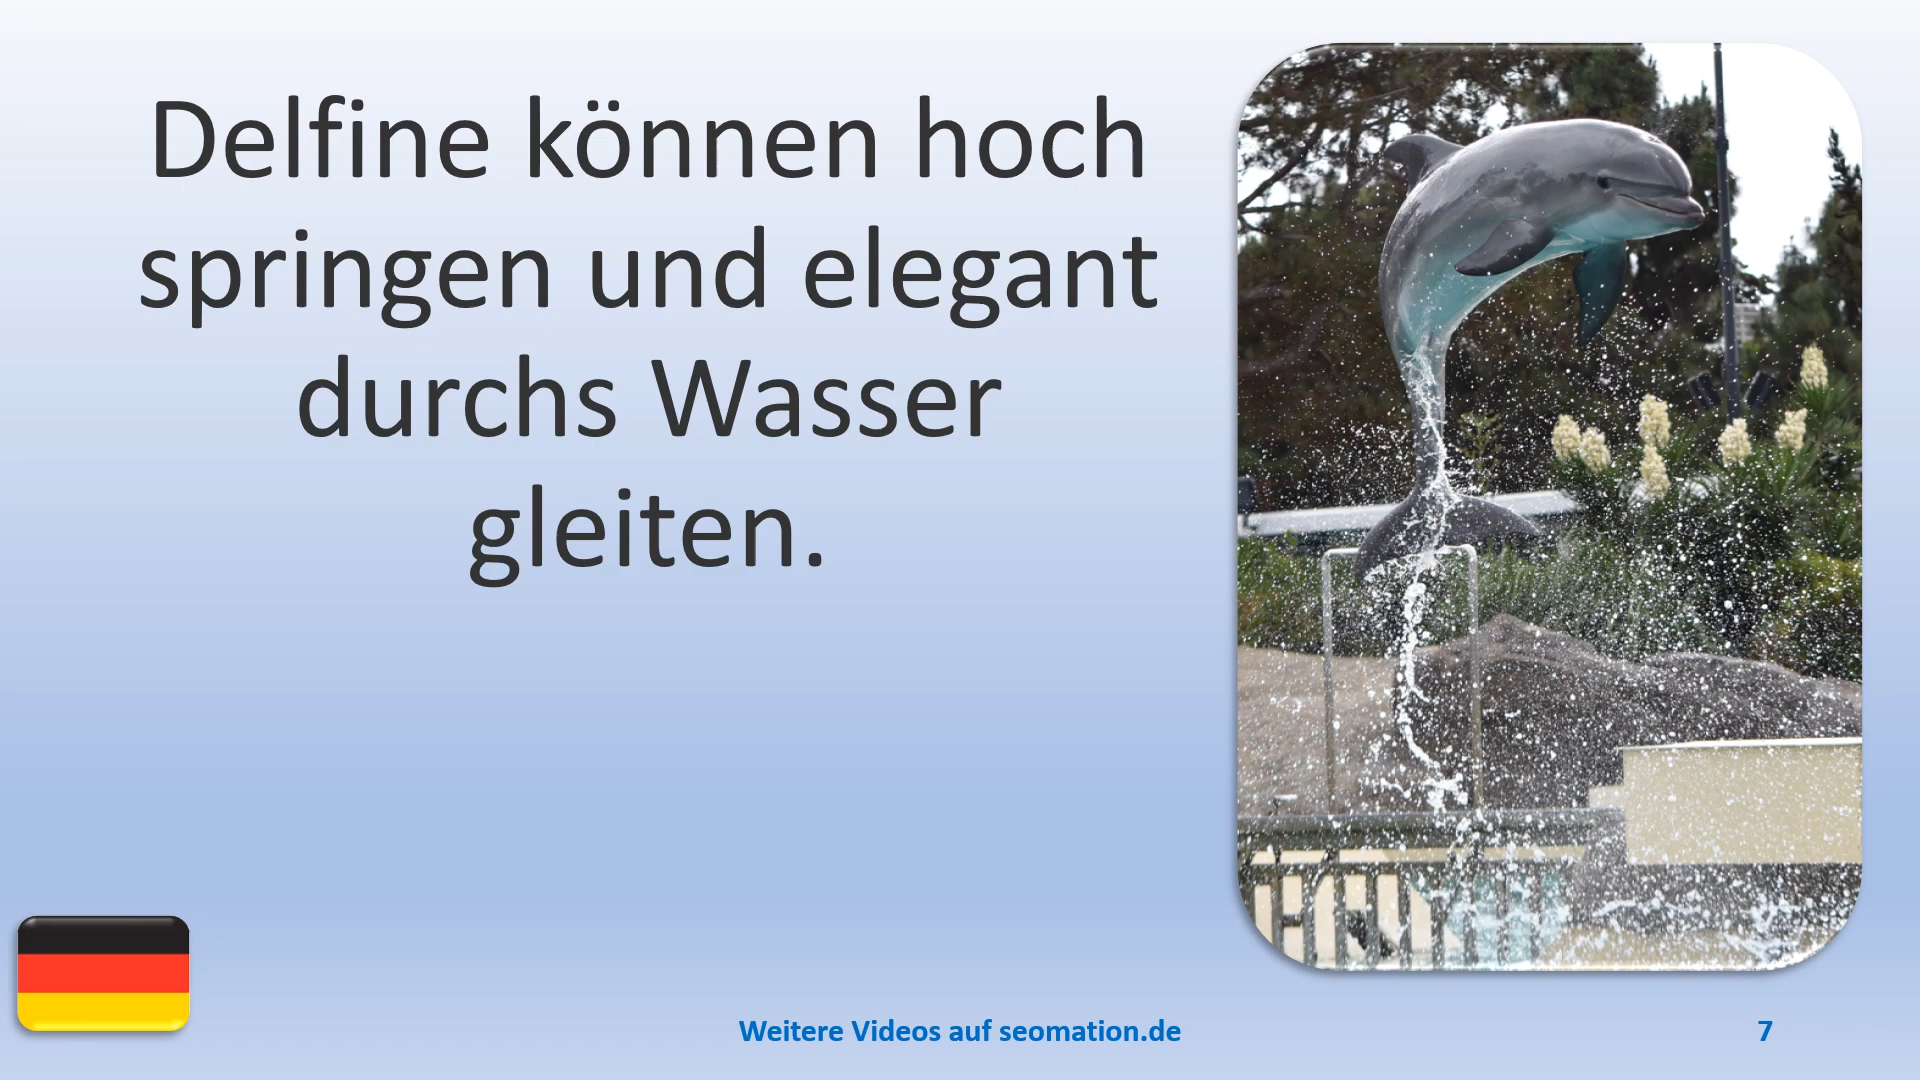 Delfine können hoch
springen und elegant
durchs Wasser
gleiten.
Weitere Videos auf seomation.de
7